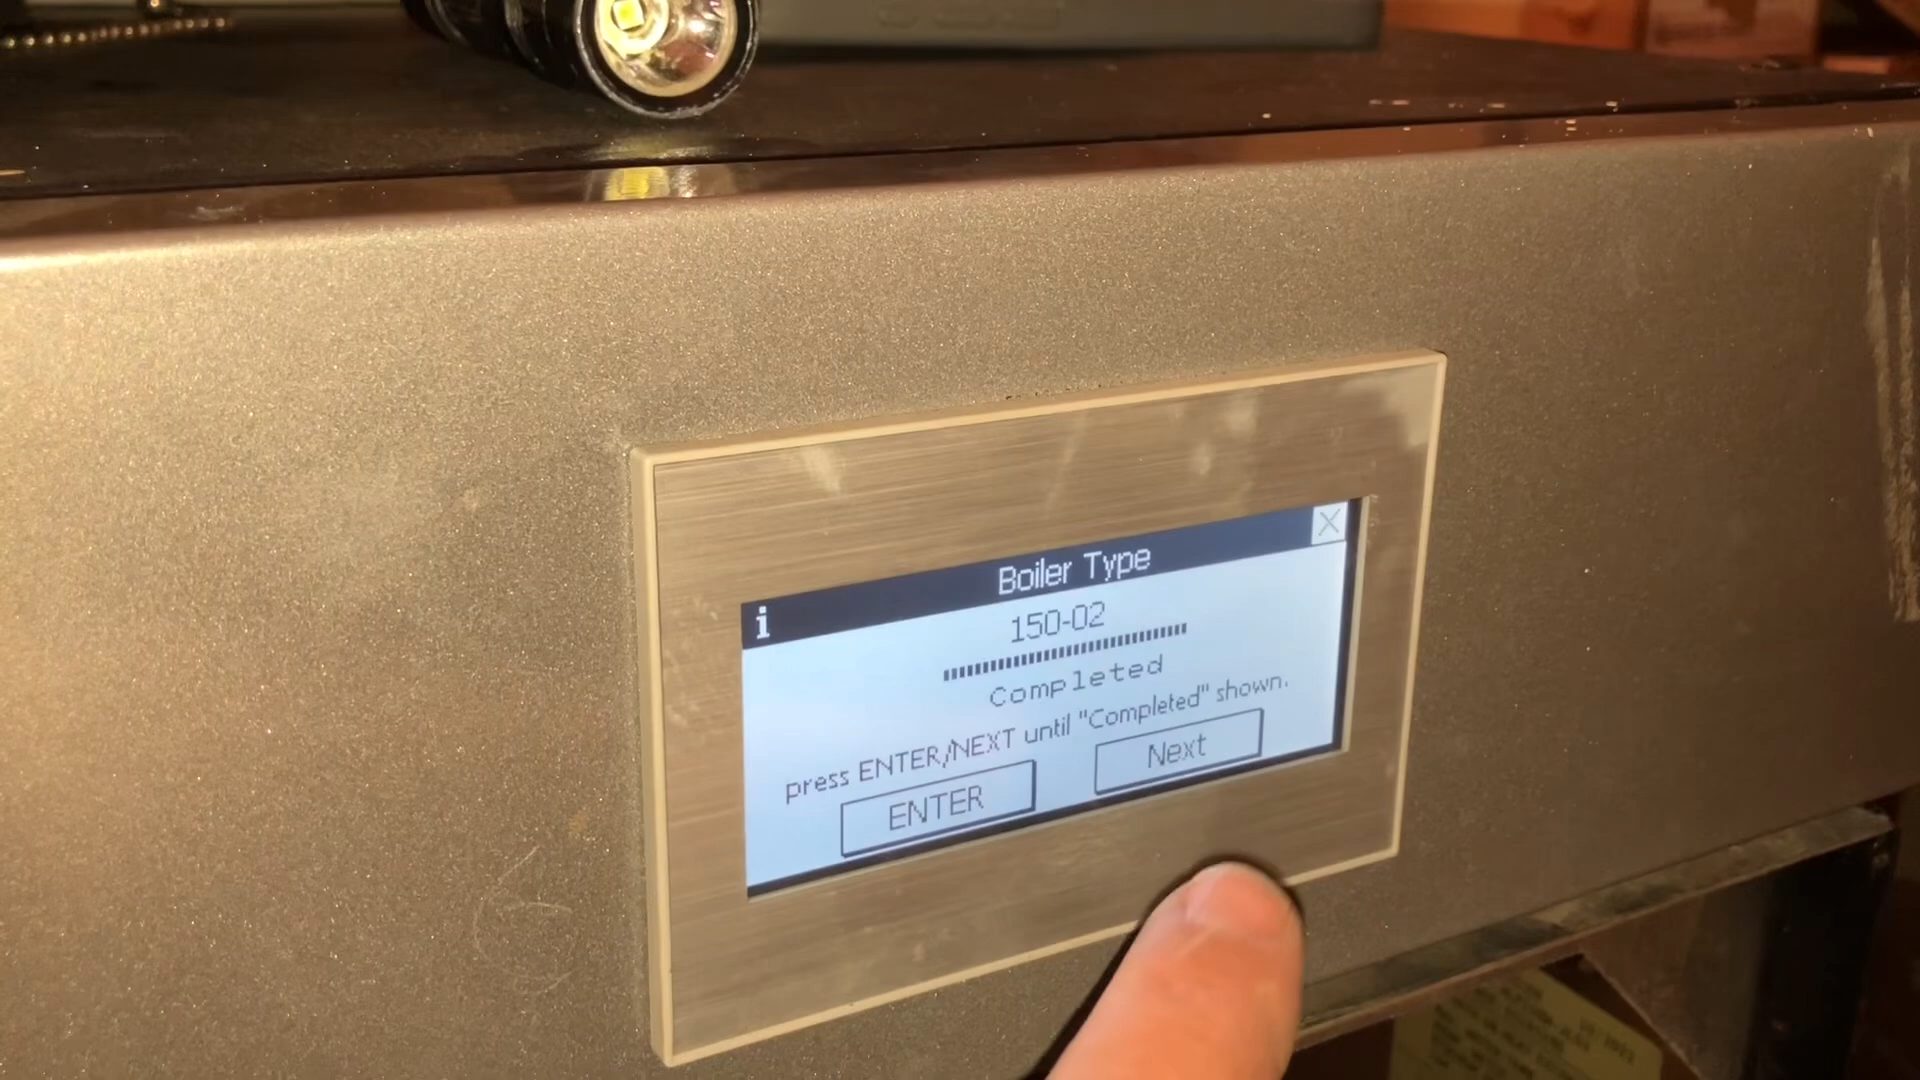 i Boiler Type X
150-02
Completed
press ENTER/NEXT until "Completed" shown.
ENTER Next